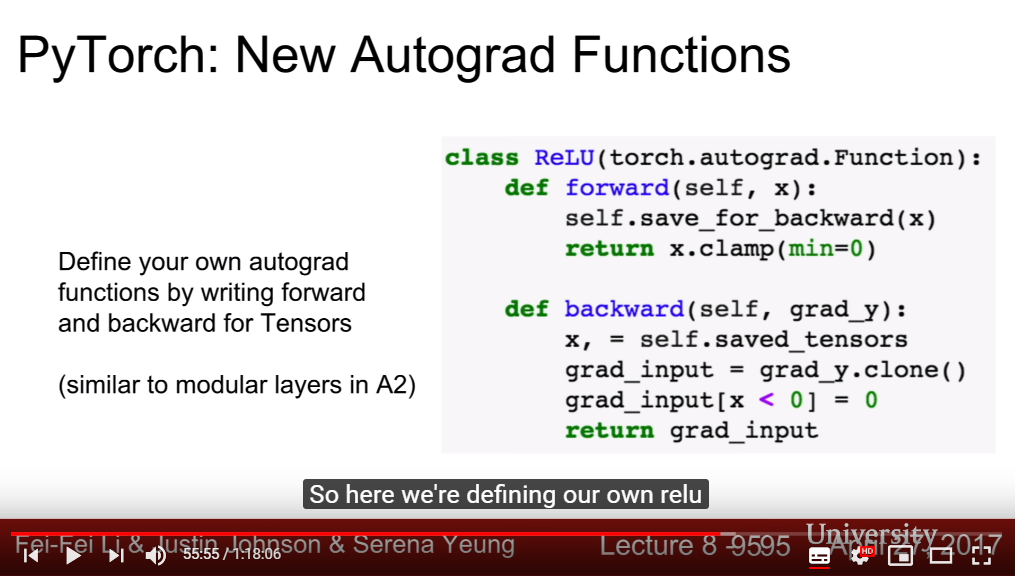 PyTorch: New Autograd Functions
Define your own autograd
functions by writing forward
and backward for Tensors
(similar to modular layers in A2)
class ReLU(torch.autograd.Function):
    def forward(self, x):
        self.save_for_backward(x)
        return x.clamp(min=0)
    def backward(self, grad_y):
        x, = self.saved_tensors
        grad_input = grad_y.clone()
        grad_input[x < 0] = 0
        return grad_input
So here we're defining our own relu
University
Fei-Fei Li & Justin Johnson & Serena Yeung
Lecture 8 -
April 27, 2017
55:55 / 1:18:06
HD